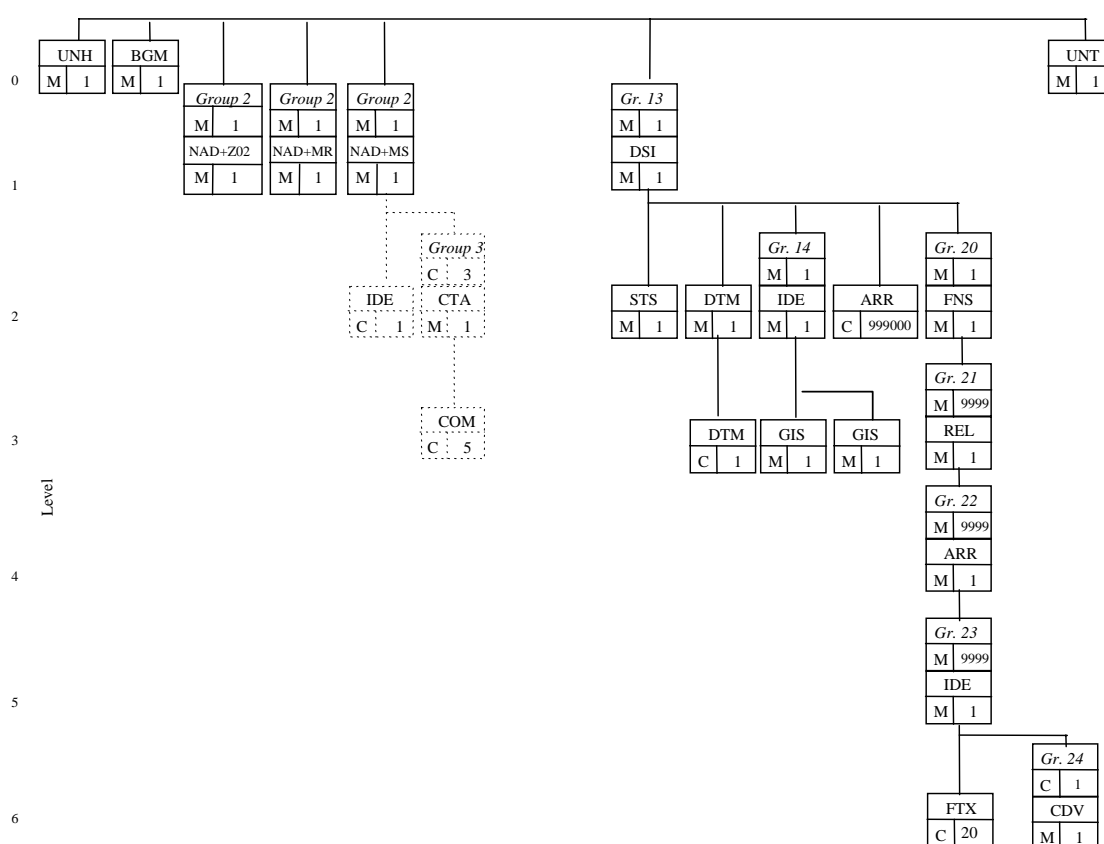 UNH BGM UNT
0 M 1 M 1 M 1
Group 2 Group 2 Group 2 Gr. 13
M 1 M 1 M 1 M 1
NAD+Z02 NAD+MR NAD+MS DSI
1 M 1 M 1 M 1 M 1
Group 3 Gr. 14 Gr. 20
C 3 M 1 M 1
IDE CTA STS DTM IDE ARR FNS
2 C 1 M 1 M 1 M 1 M 1 C 999000 M 1
Gr. 21
M 9999
COM DTM GIS GIS REL
3 C 5 C 1 M 1 M 1 M 1
Level
Gr. 22
M 9999
ARR
4 M 1
Gr. 23
M 9999
IDE
5 M 1
Gr. 24
C 1
FTX CDV
6 C 20 M 1